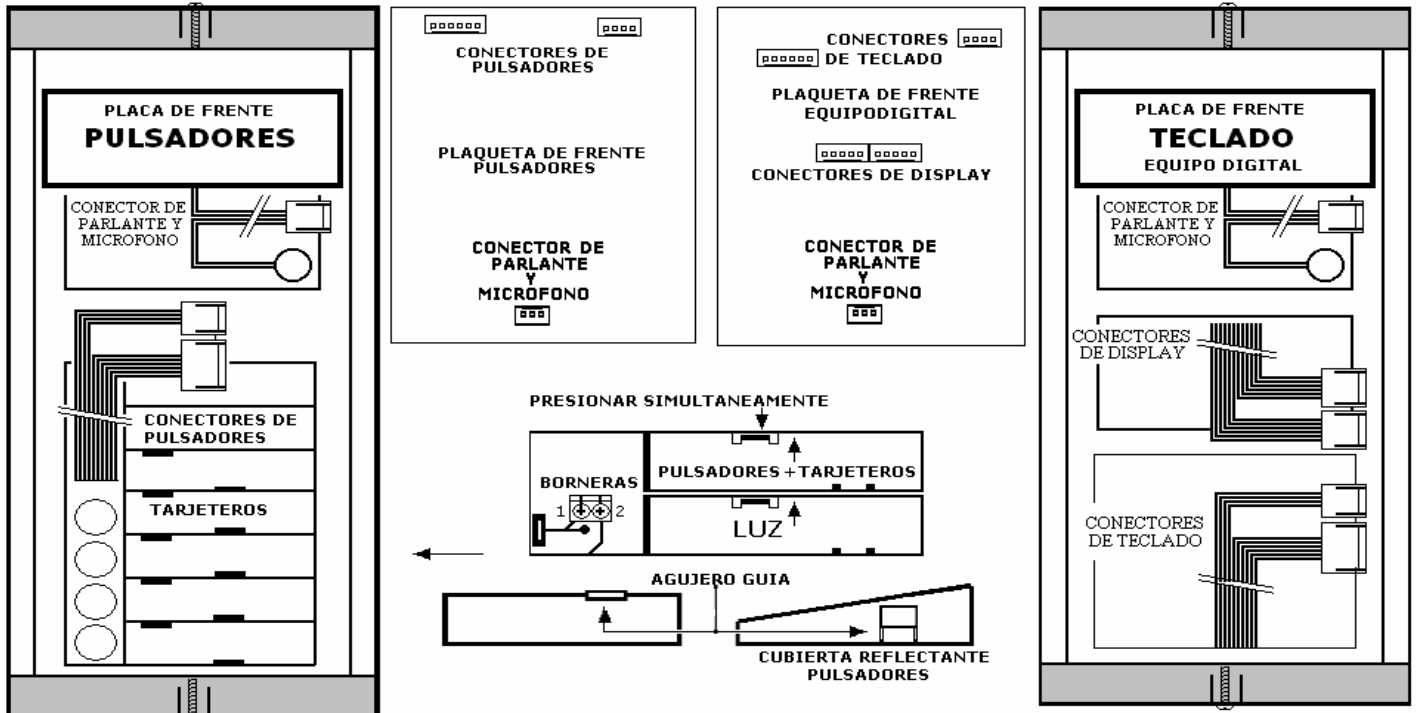 PLACA DE FRENTE
PULSADORES
CONECTOR DE
PARLANTE Y
MICROFONO
CONECTORES DE
PULSADORES
TARJETEROS
CONECTORES DE
PULSADORES
PLAQUETA DE FRENTE
PULSADORES
CONECTOR DE
PARLANTE
Y
MICROFONO
CONECTORES
DE TECLADO
PLAQUETA DE FRENTE
EQUIPODIGITAL
CONECTORES DE DISPLAY
CONECTOR DE
PARLANTE
Y
MICROFONO
PRESIONAR SIMULTANEAMENTE
PULSADORES + TARJETEROS
BORNERAS
1 2
LUZ
AGUJERO GUIA
CUBIERTA REFLECTANTE
PULSADORES
PLACA DE FRENTE
TECLADO
EQUIPO DIGITAL
CONECTOR DE
PARLANTE Y
MICROFONO
CONECTORES
DE DISPLAY
CONECTORES
DE TECLADO